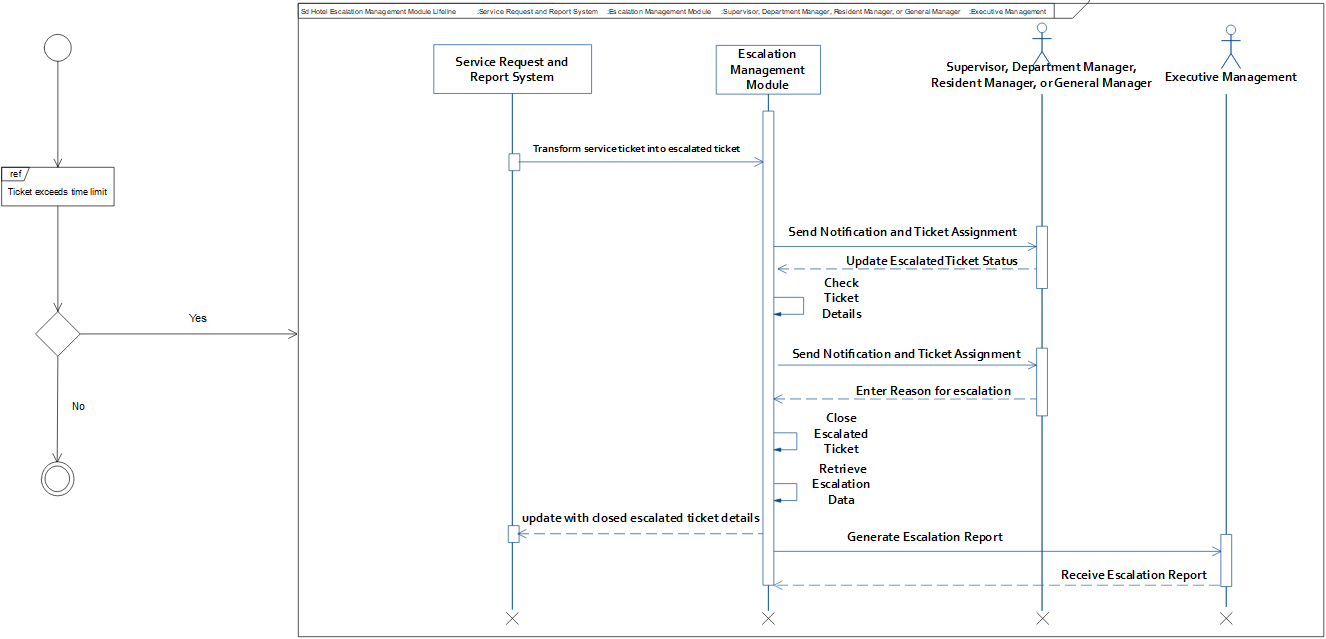 Sd Hotel Escalation Management Module Lifeline :Service Request and Report System :Escalation Management Module :Supervisor, Department Manager, Resident Manager, or General Manager :Executive Management
Service Request and
Report System
Escalation
Management
Module
Supervisor, Department Manager,
Resident Manager, or General Manager
Executive Management
ref
Ticket exceeds time limit
Yes
No
Transform service ticket into escalated ticket
Send Notification and Ticket Assignment
Update Escalated Ticket Status
Check
Ticket
Details
Send Notification and Ticket Assignment
Enter Reason for escalation
Close
Escalated
Ticket
Retrieve
Escalation
Data
update with closed escalated ticket details
Generate Escalation Report
Receive Escalation Report